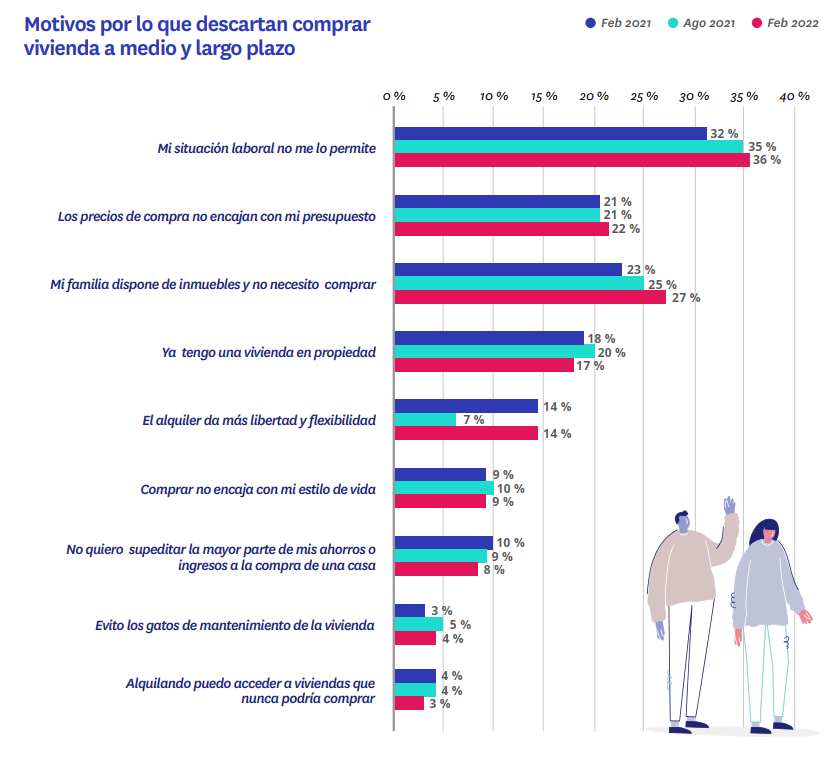 Motivos por lo que descartan comprar
vivienda a medio y largo plazo
Feb 2021 Ago 2021 Feb 2022
0 % 5 % 10 % 15 % 20 % 25 % 30 % 35 % 40 %
Mi situación laboral no me lo permite
32 %
35 %
36 %
Los precios de compra no encajan con mi presupuesto
21 %
21 %
22 %
Mi familia dispone de inmuebles y no necesito comprar
23 %
25 %
27 %
Ya tengo una vivienda en propiedad
18 %
20 %
17 %
El alquiler da más libertad y flexibilidad
14 %
7 %
14 %
Comprar no encaja con mi estilo de vida
9 %
10 %
9 %
No quiero supeditar la mayor parte de mis ahorros o
ingresos a la compra de una casa
10 %
9 %
8 %
Evito los gatos de mantenimiento de la vivienda
3 %
5 %
4 %
Alquilando puedo acceder a viviendas que
nunca podría comprar
4 %
4 %
3 %